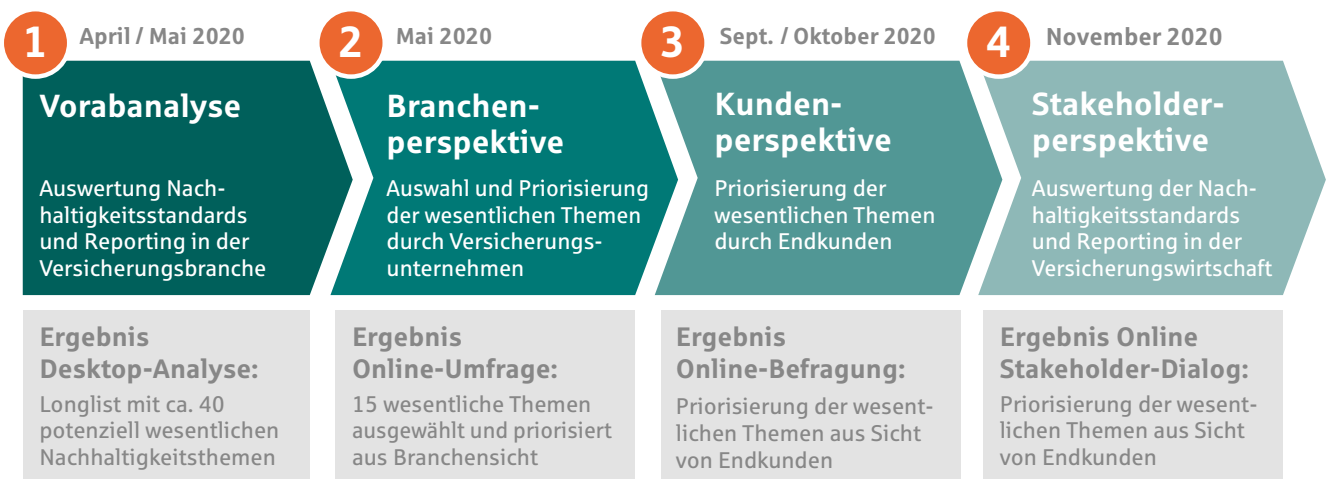 1
April / Mai 2020
Vorabanalyse
Auswertung Nach-
haltigkeitsstandards
und Reporting in der
Versicherungsbranche
Ergebnis
Desktop-Analyse:
Longlist mit ca. 40
potenziell wesentlichen
Nachhaltigkeitsthemen
2
Mai 2020
Branchen-
perspektive
Auswahl und Priorisierung
der wesentlichen Themen
durch Versicherungs-
unternehmen
Ergebnis
Online-Umfrage:
15 wesentliche Themen
ausgewählt und priorisiert
aus Branchensicht
3
Sept. / Oktober 2020
Kunden-
perspektive
Priorisierung der
wesentlichen Themen
durch Endkunden
Ergebnis
Online-Befragung:
Priorisierung der wesent-
lichen Themen aus Sicht
von Endkunden
4
November 2020
Stakeholder-
perspektive
Auswertung der Nach-
haltigkeitsstandards
und Reporting in der
Versicherungswirtschaft
Ergebnis Online
Stakeholder-Dialog:
Priorisierung der wesent-
lichen Themen aus Sicht
von Endkunden